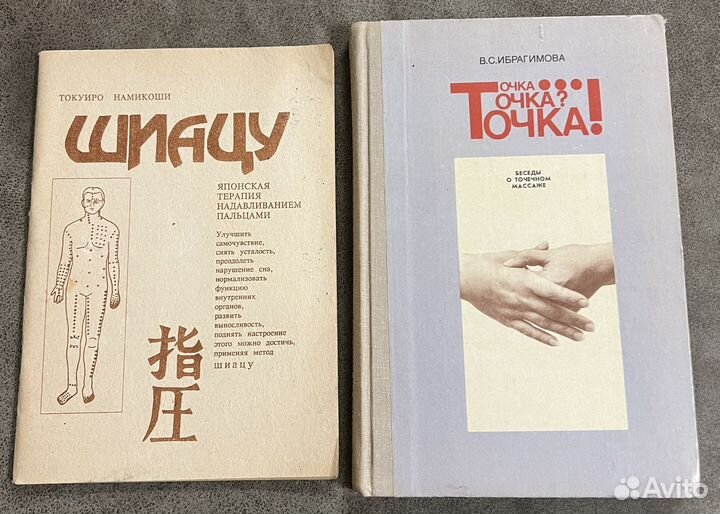 ТОКУИРО НАМИКОШИ
ШИАЦУ
ЯПОНСКАЯ
ТЕРАПИЯ
НАДАВЛИВАНИЕМ
ПАЛЬЦАМИ
Улучшить
самочувствие,
снять усталость,
преодолеть
нарушение сна,
нормализовать
функцию
внутренних
органов,
развить
выносливость,
поднять настроение
этого можно достичь,
применяя метод
шиацу
指
圧
В.С.ИБРАГИМОВА
ТОЧКА...
ТОЧКА?
ТОЧКА!
БЕСЕДЫ
О ТОЧЕЧНОМ
МАССАЖЕ
Avito